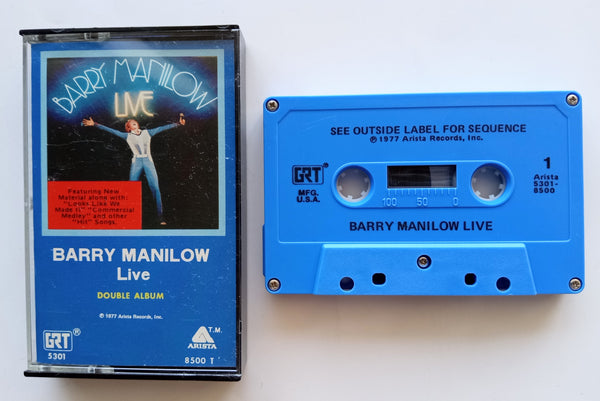 BARRY MANILOW
LIVE
Featuring New
Material alonn with:
"Looks Like We
Made It" "Commercial
Medley" and other
"Hit" Songs.
BARRY MANILOW
Live
DOUBLE ALBUM
℗ 1977 Arista Records, Inc.
GRT®
5301
T.M.
ARISTA
8500 T
SEE OUTSIDE LABEL FOR SEQUENCE
℗ 1977 Arista Records, Inc.
GRT®
MFG.
U.S.A.
100 50 0
1
Arista
5301-
8500
BARRY MANILOW LIVE